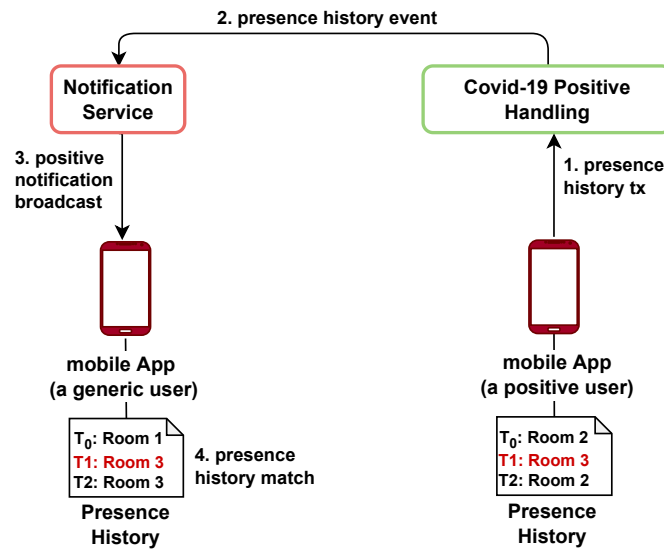 2. presence history event
Notification
Service
Covid-19 Positive
Handling
3. positive
notification
broadcast
1. presence
history tx
mobile App
(a generic user)
mobile App
(a positive user)
T0: Room 1
T1: Room 3
T2: Room 3
4. presence
history match
T0: Room 2
T1: Room 3
T2: Room 2
Presence
History
Presence
History